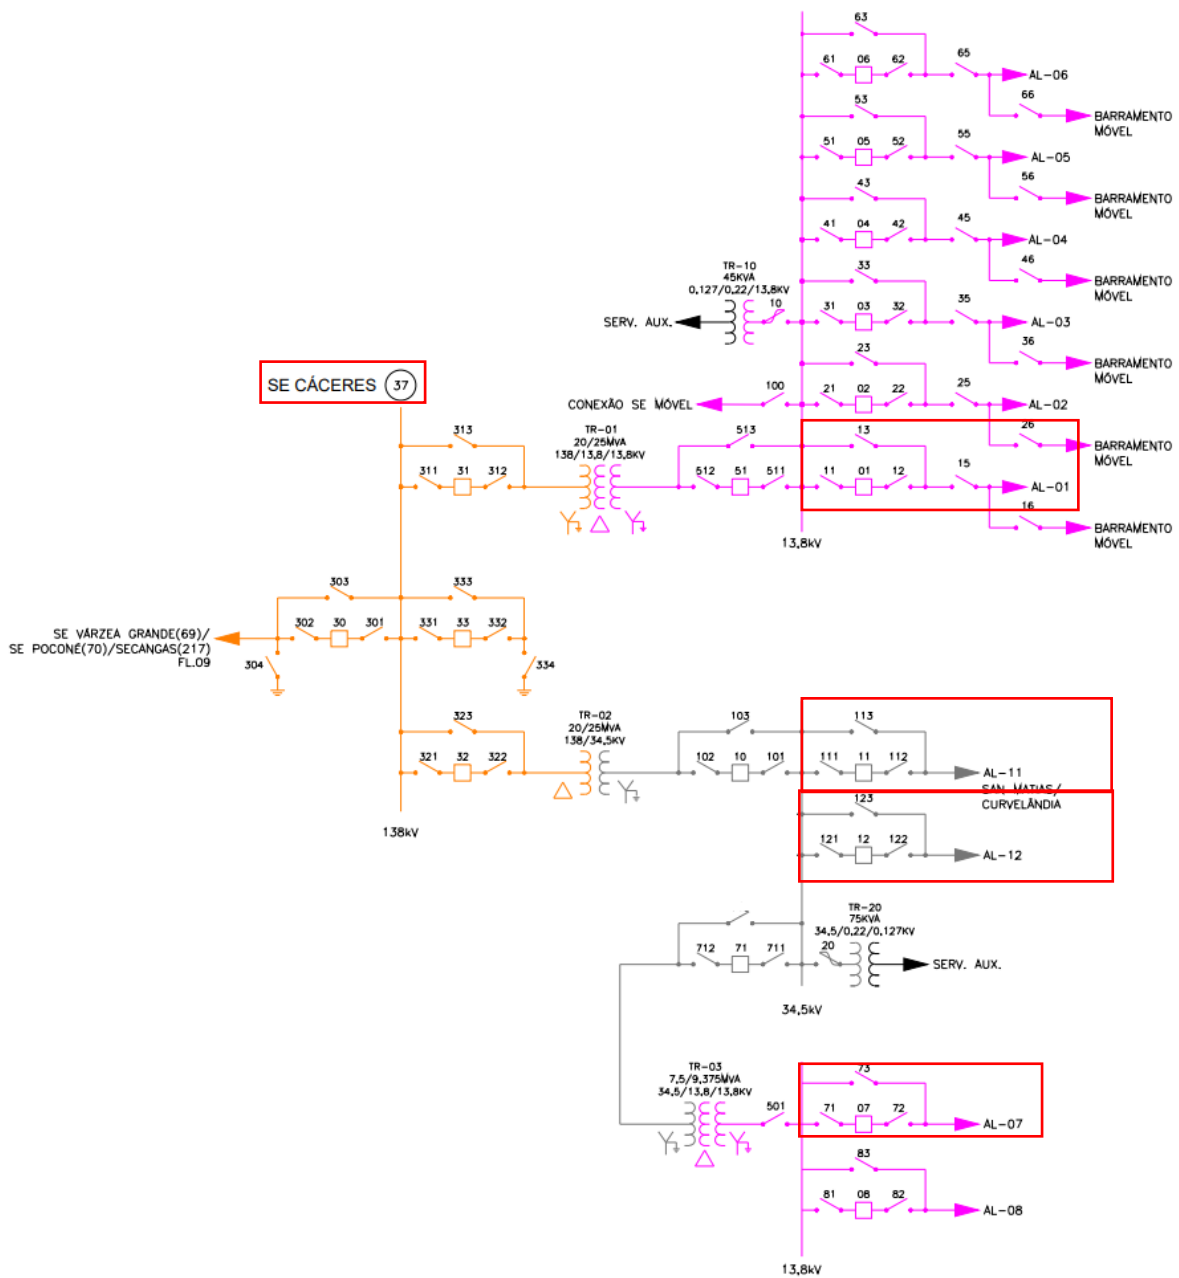 63
61
06
62
65
AL-06
66
BARRAMENTO
MÓVEL
53
51
05
52
55
AL-05
56
BARRAMENTO
MÓVEL
43
41
04
42
45
AL-04
46
BARRAMENTO
MÓVEL
TR-10
45KVA
0.127/0.22/13.8KV
10
SERV. AUX.
33
31
03
32
35
AL-03
36
BARRAMENTO
MÓVEL
23
SE CÁCERES
37
CONEXÃO SE MÓVEL
100
21
02
22
25
AL-02
26
BARRAMENTO
MÓVEL
313
311
31
312
TR-01
20/25MVA
138/13.8/13.8KV
513
512
51
511
13
11
01
12
15
AL-01
16
BARRAMENTO
MÓVEL
13.8kV
303
302
30
301
304
333
331
33
332
334
SE VÁRZEA GRANDE(69)/
SE POCONÉ(70)/SECANGAS(217)
FL.09
323
321
32
322
TR-02
20/25MVA
138/34.5KV
103
102
10
101
113
111
11
112
AL-11
SAN MATIAS/
CURVELÂNDIA
138kV
123
121
12
122
AL-12
712
71
711
TR-20
75KVA
34.5/0.22/0.127KV
20
SERV. AUX.
34.5kV
TR-03
7.5/9.375MVA
34.5/13.8/13.8KV
501
73
71
07
72
AL-07
83
81
08
82
AL-08
13.8kV